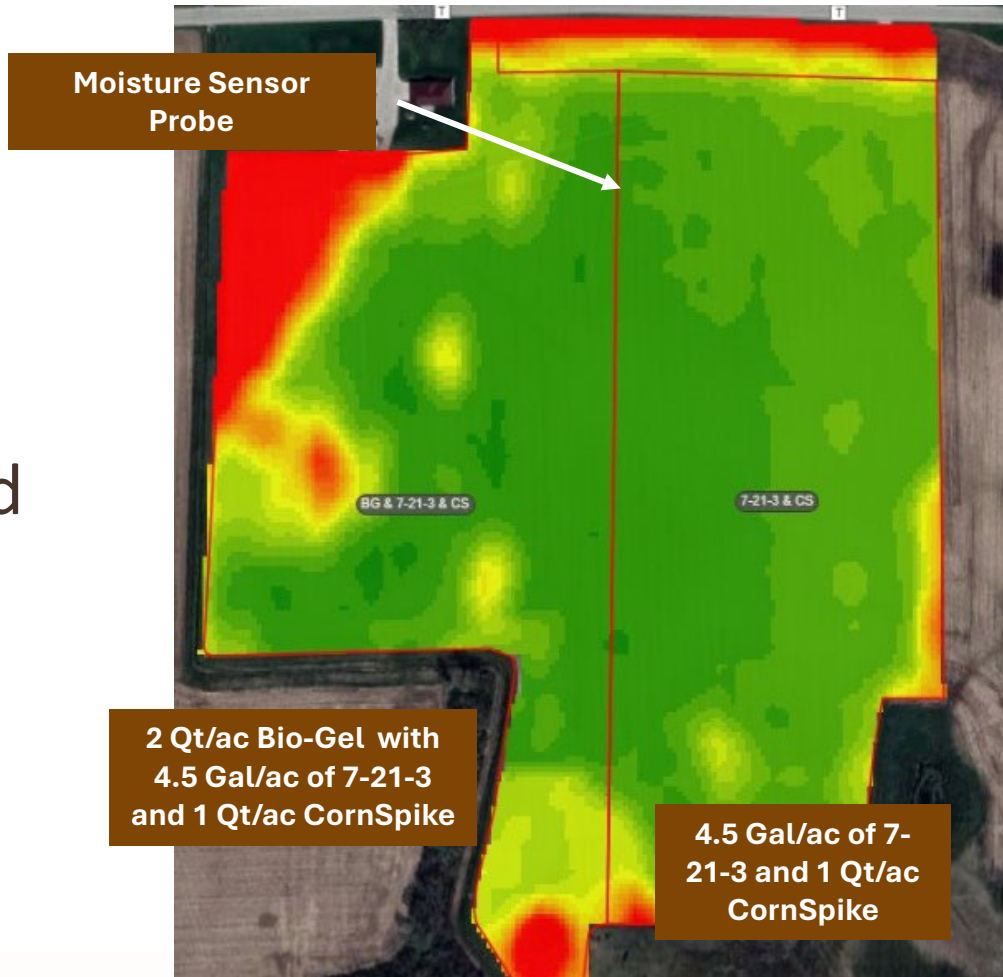 T
T
Moisture Sensor
Probe
d
BG & 7-21-3 & CS
7-21-3 & CS
2 Qt/ac Bio-Gel with
4.5 Gal/ac of 7-21-3
and 1 Qt/ac CornSpike
4.5 Gal/ac of 7-
21-3 and 1 Qt/ac
CornSpike